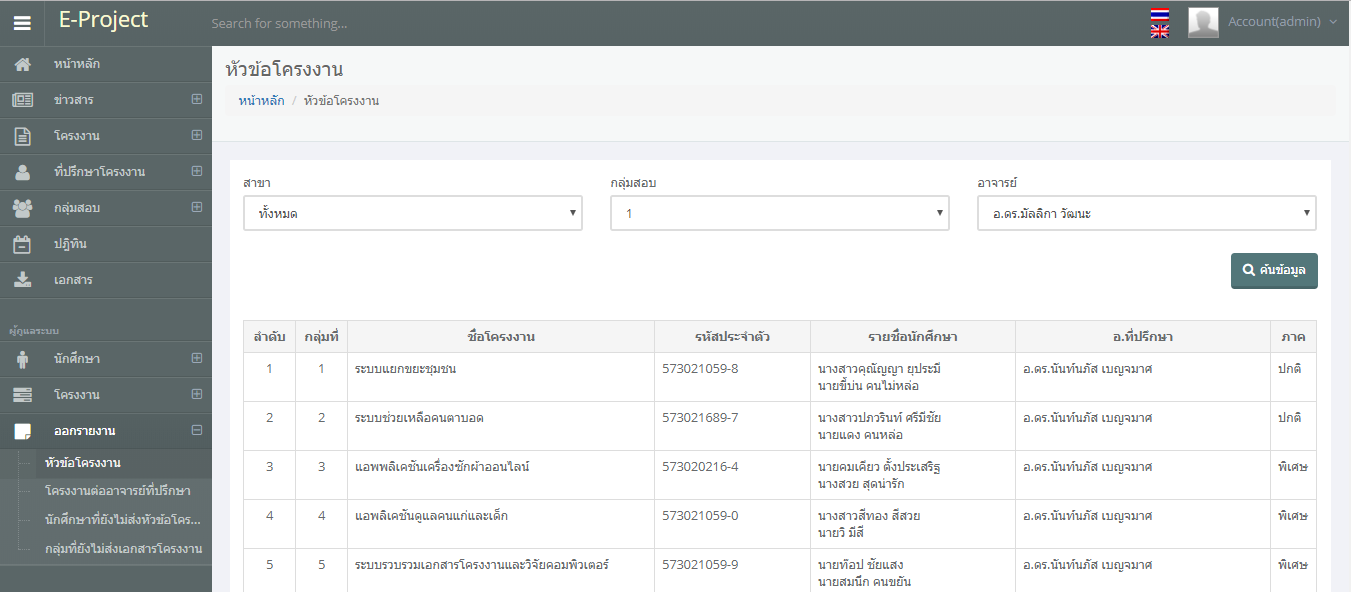 E-Project
Search for something...
Account(admin)
หน้าหลัก
ข่าวสาร
โครงงาน
ที่ปรึกษาโครงงาน
กลุ่มสอบ
ปฏิทิน
เอกสาร
ผู้ดูแลระบบ
นักศึกษา
โครงงาน
ออกรายงาน
หัวข้อโครงงาน
โครงงานต่ออาจารย์ที่ปรึกษา
นักศึกษาที่ยังไม่ส่งหัวข้อโคร...
กลุ่มที่ยังไม่ส่งเอกสารโครงงาน
หัวข้อโครงงาน
หน้าหลัก / หัวข้อโครงงาน
สาขา กลุ่มสอบ อาจารย์
ทั้งหมด 1 อ.ดร.มัลลิกา วัฒนะ
ค้นข้อมูล
ลำดับ กลุ่มที่ ชื่อโครงงาน รหัสประจำตัว รายชื่อนักศึกษา อ.ที่ปรึกษา ภาค
1 1 ระบบแยกขยะชุมชน 573021059-8 นางสาวคุณัญญา ยุประมี อ.ดร.นันท์นภัส เบญจมาศ ปกติ
นายขี้บ่น คนไม่หล่อ
2 2 ระบบช่วยเหลือคนตาบอด 573021689-7 นางสาวปภวรินท์ ศรีมีชัย อ.ดร.นันท์นภัส เบญจมาศ ปกติ
นายแดง คนหล่อ
3 3 แอพพลิเคชันเครื่องซักผ้าออนไลน์ 573020216-4 นายคมเคียว ตั้งประเสริฐ อ.ดร.นันท์นภัส เบญจมาศ พิเศษ
นางสวย สุดน่ารัก
4 4 แอพลิเคชันดูแลคนแก่และเด็ก 573021059-0 นางสาวสีทอง สีสวย อ.ดร.นันท์นภัส เบญจมาศ พิเศษ
นายวี มีสี
5 5 ระบบรวบรวมเอกสารโครงงานและวิจัยคอมพิวเตอร์ 573021059-9 นายท๊อป ชัยแสง อ.ดร.นันท์นภัส เบญจมาศ พิเศษ
นายสมนึก คนขยัน